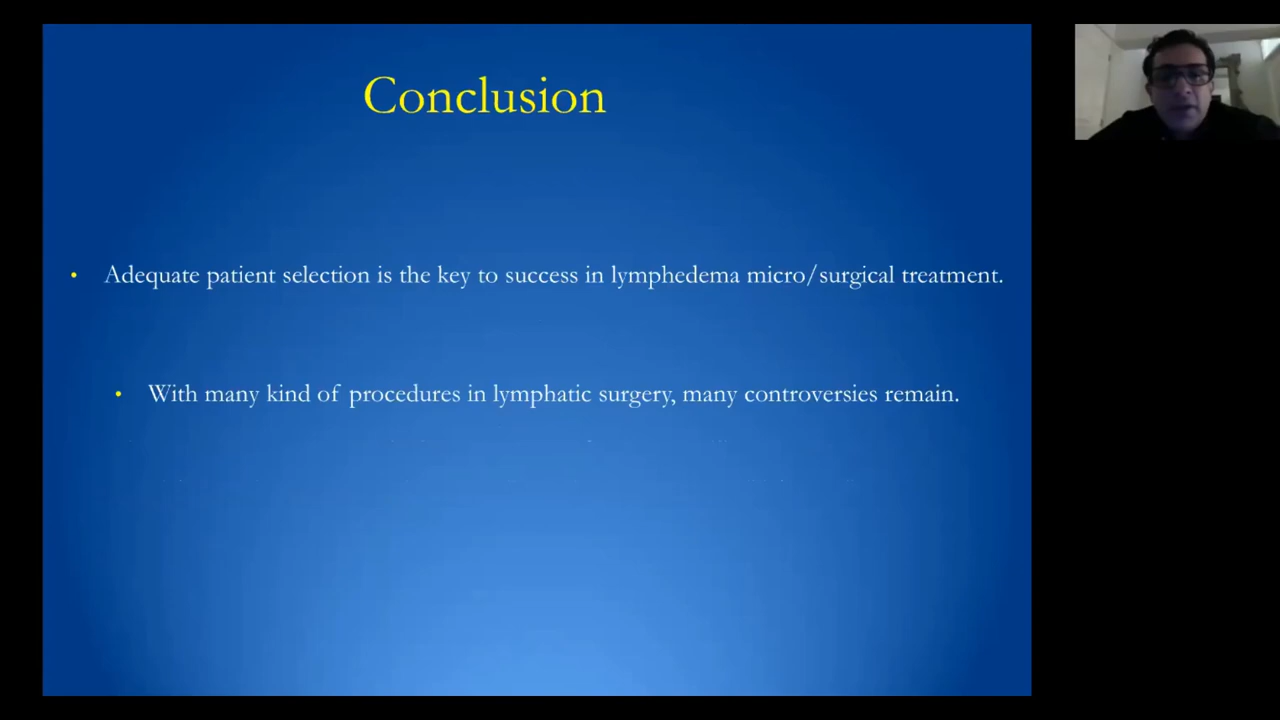 Conclusion
• Adequate patient selection is the key to success in lymphedema micro/surgical treatment.
• With many kind of procedures in lymphatic surgery, many controversies remain.